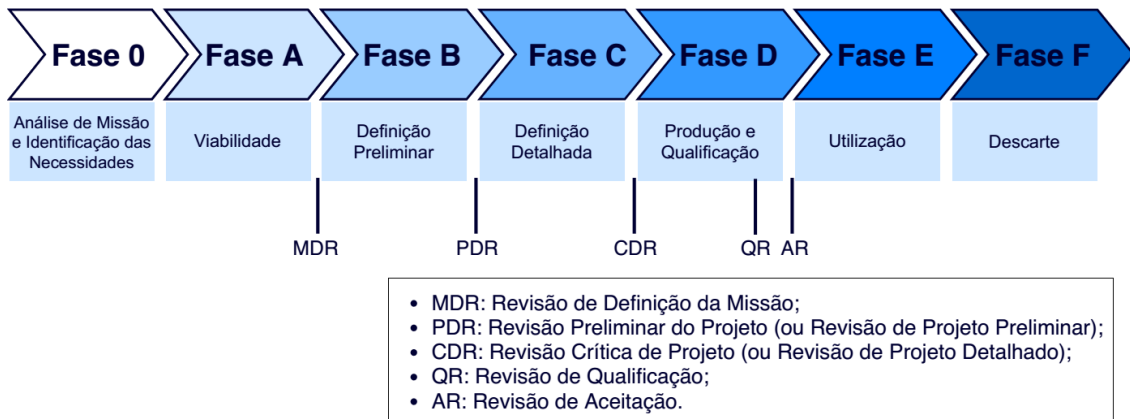 Fase 0
Fase A
Fase B
Fase C
Fase D
Fase E
Fase F
Análise de Missão
e Identificação das
Necessidades
Viabilidade
Definição
Preliminar
Definição
Detalhada
Produção e
Qualificação
Utilização
Descarte
MDR
PDR
CDR
QR
AR
• MDR: Revisão de Definição da Missão;
• PDR: Revisão Preliminar do Projeto (ou Revisão de Projeto Preliminar);
• CDR: Revisão Crítica de Projeto (ou Revisão de Projeto Detalhado);
• QR: Revisão de Qualificação;
• AR: Revisão de Aceitação.